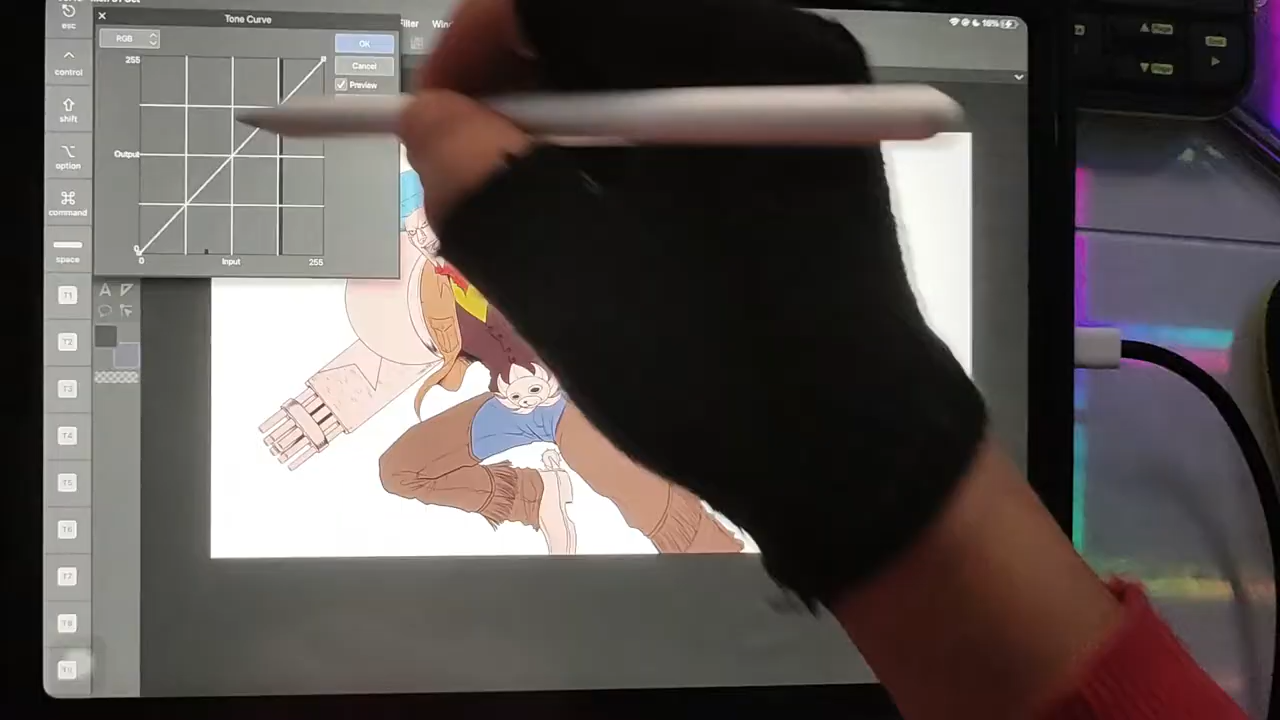 Tone Curve
esc
RGB
OK
Filter
255
Cancel
control
Preview
shift
Output
option
command
0
0
Input
255
space
A
T1
T2
T3
T4
T5
T6
T7
T8